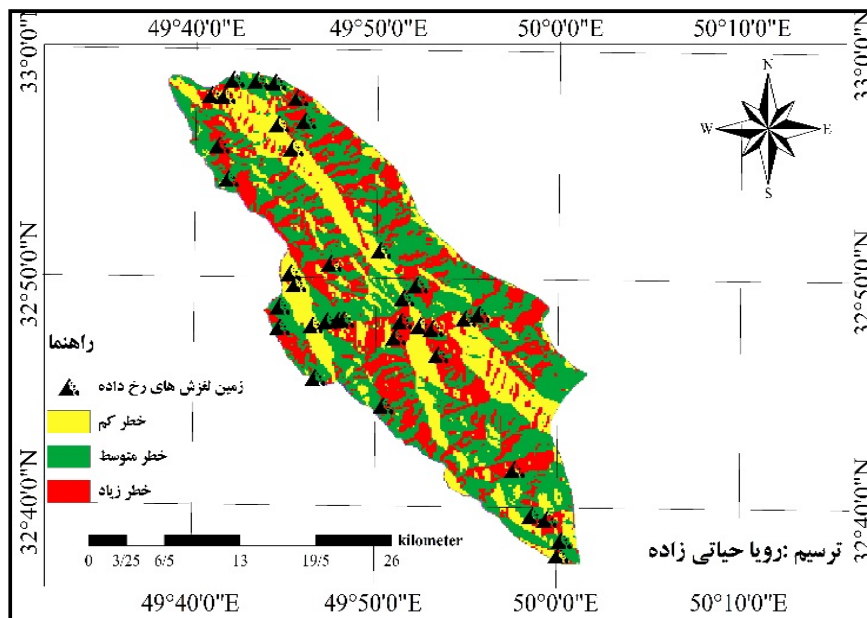 49°40'0"E 49°50'0"E 50°0'0"E 50°10'0"E
33°0'0"N 33°0'0"N
N
W E
S
32°50'0"N 32°50'0"N
راهنما
زمین لغزش های رخ داده
خطر کم
خطر متوسط
خطر زیاد
32°40'0"N 32°40'0"N
kilometer
0 3/25 6/5 13 19/5 26
ترسیم :رویا حیاتی زاده
49°40'0"E 49°50'0"E 50°0'0"E 50°10'0"E